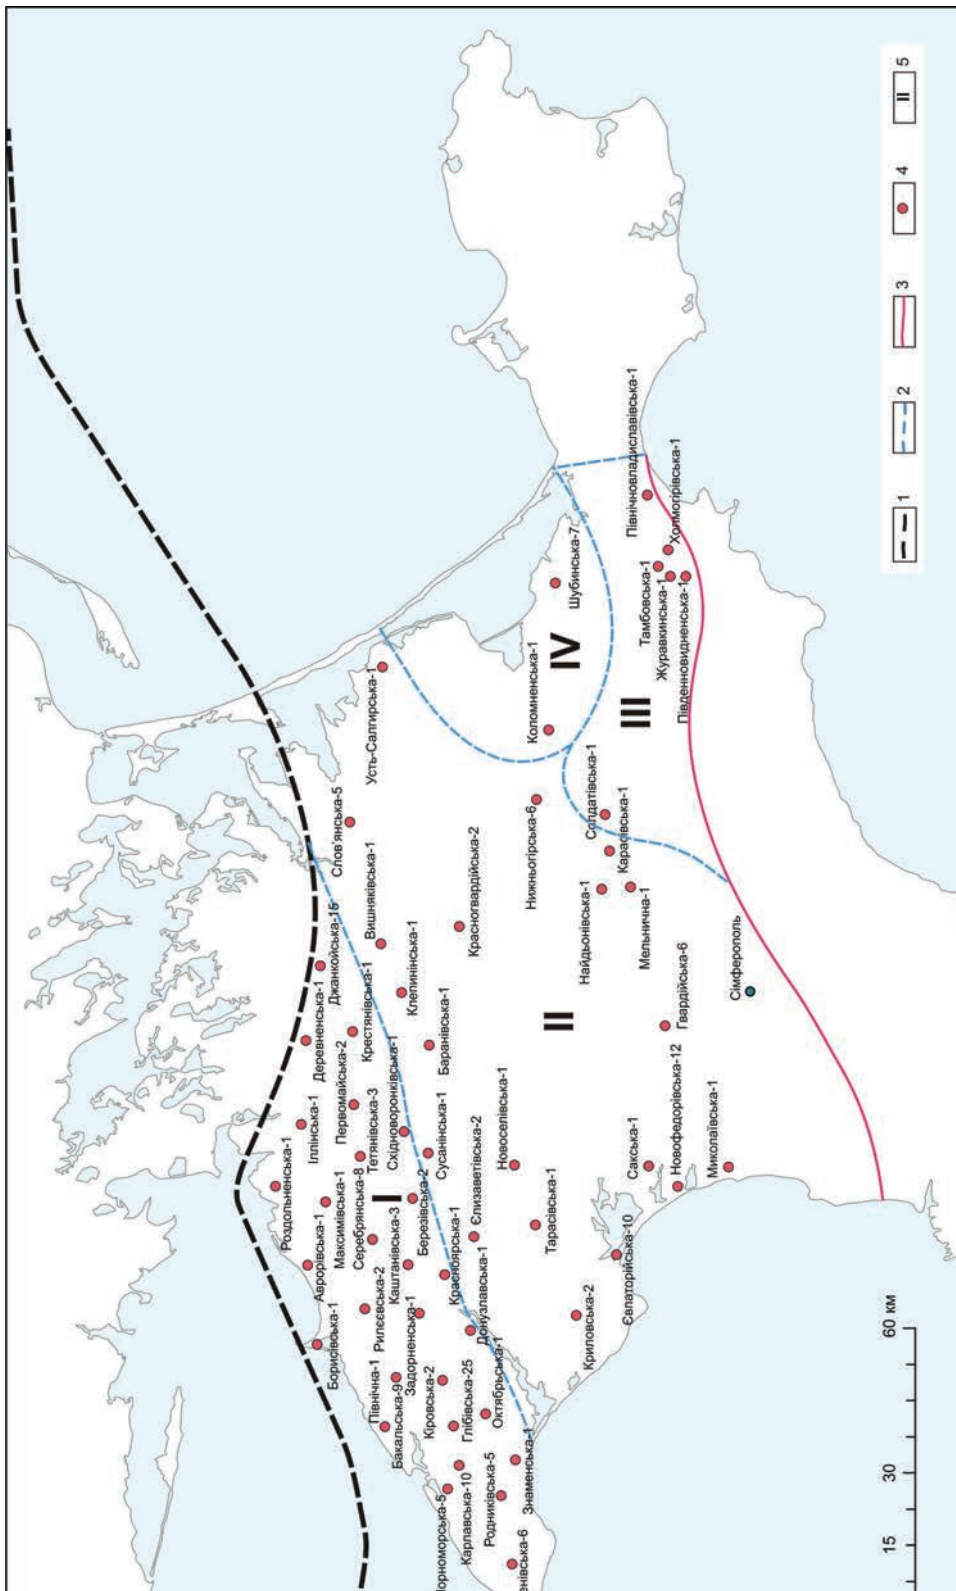 Роздольненська-1
Іллінська-1
Деревненська-1
Джанкойська-15
Слов'янська-5
Усть-Салгирська-1
Аврорівська-1
Максимівська-1
Борисівська-1
Серебрянська-8
Тетянівська-3
Первомайська-2
Крестянівська-1
Вишняківська-1
Рилєєвська-2
Каштанівська-3
I
Березівська-2
Східноворонківська-1
Клепинінська-1
Північна-1
Бакальська-9
Задорненська-1
Сусанінська-1
Баранівська-1
Красногвардійська-2
Кіровська-2
Красноярська-1
Єлизаветівська-2
Глібівська-25
Донузлавська-1
Октябрьська-1
Карлавська-10
Родниківська-5
Знаменська-1
Новоселівська-1
Тарасівська-1
II
Нижньогірська-6
Коломненська-1
Шубинська-7
IV
Криловська-2
Євпаторійська-10
Найдьонівська-1
Солдатівська-1
Карасівська-1
Мельнична-1
III
Північновладиславівська-1
Холмогірівська-1
Тамбовська-1
Журавкинська-1
Південновидненська-1
Сакська-1
Новофедорівська-12
Миколаївська-1
Гвардійська-6
Сімферополь
15 30 60 км
1 2 3 4 II 5